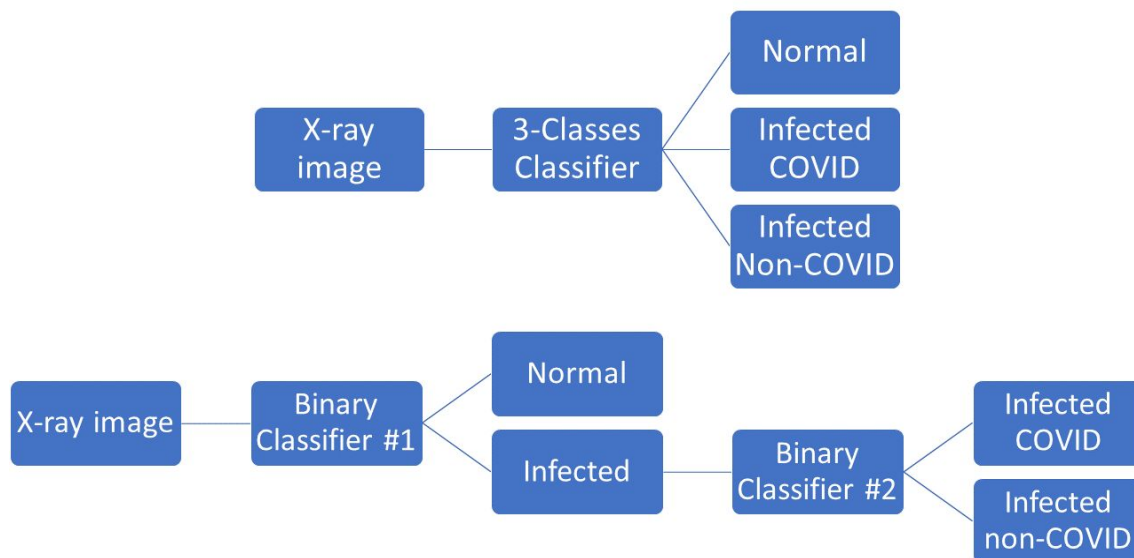 Normal
X-ray
image
3-Classes
Classifier
Infected
COVID
Infected
Non-COVID
X-ray image
Binary
Classifier #1
Normal
Infected
Binary
Classifier #2
Infected
COVID
Infected
non-COVID